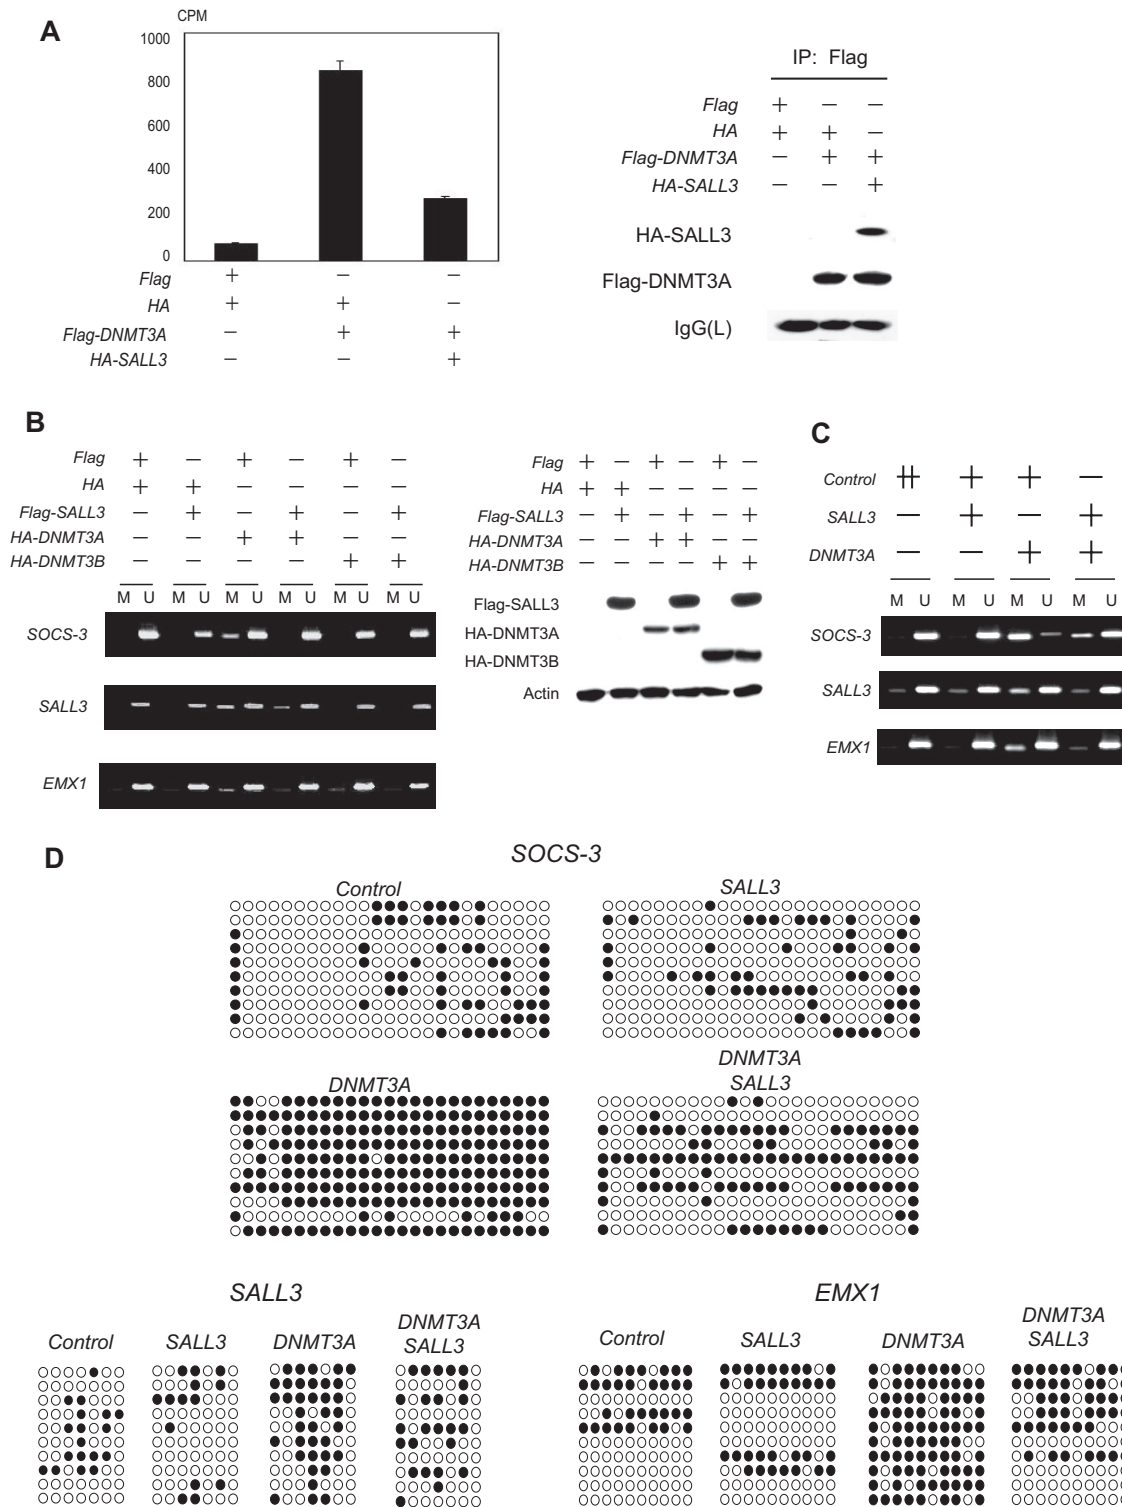 A
CPM
1000
800
600
400
200
0
Flag + − −
HA + + −
Flag-DNMT3A − + +
HA-SALL3 − − +
IP: Flag
Flag + − −
HA + + −
Flag-DNMT3A − + +
HA-SALL3 − − +
HA-SALL3
Flag-DNMT3A
IgG(L)
B
Flag + − + − + −
HA + + − − − −
Flag-SALL3 − + − + − +
HA-DNMT3A − − + + − −
HA-DNMT3B − − − − + +
M U M U M U M U M U M U
SOCS-3
SALL3
EMX1
Flag + − + − + −
HA + + − − − −
Flag-SALL3 − + − + − +
HA-DNMT3A − − + + − −
HA-DNMT3B − − − − + +
Flag-SALL3
HA-DNMT3A
HA-DNMT3B
Actin
C
Control ++ + + −
SALL3 − + − +
DNMT3A − − + +
M U M U M U M U
SOCS-3
SALL3
EMX1
D
SOCS-3
Control
SALL3
DNMT3A
DNMT3A
SALL3
SALL3
Control
SALL3
DNMT3A
DNMT3A
SALL3
EMX1
Control
SALL3
DNMT3A
DNMT3A
SALL3